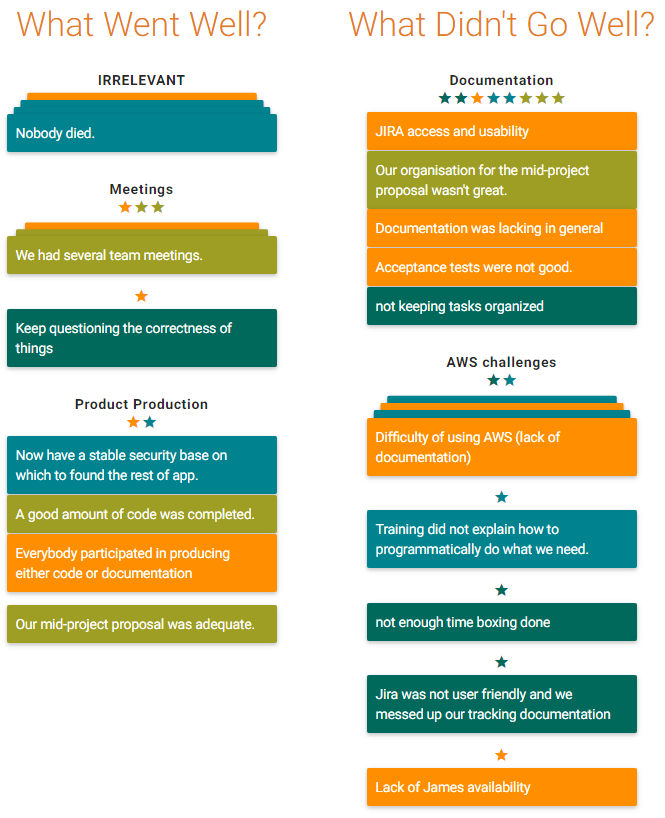 What Went Well?
IRRELEVANT
Nobody died.
Meetings
We had several team meetings.
Keep questioning the correctness of
things
Product Production
Now have a stable security base on
which to found the rest of app.
A good amount of code was completed.
Everybody participated in producing
either code or documentation
Our mid-project proposal was adequate.
What Didn't Go Well?
Documentation
JIRA access and usability
Our organisation for the mid-project
proposal wasn't great.
Documentation was lacking in general
Acceptance tests were not good.
not keeping tasks organized
AWS challenges
Difficulty of using AWS (lack of
documentation)
Training did not explain how to
programmatically do what we need.
not enough time boxing done
Jira was not user friendly and we
messed up our tracking documentation
Lack of James availability